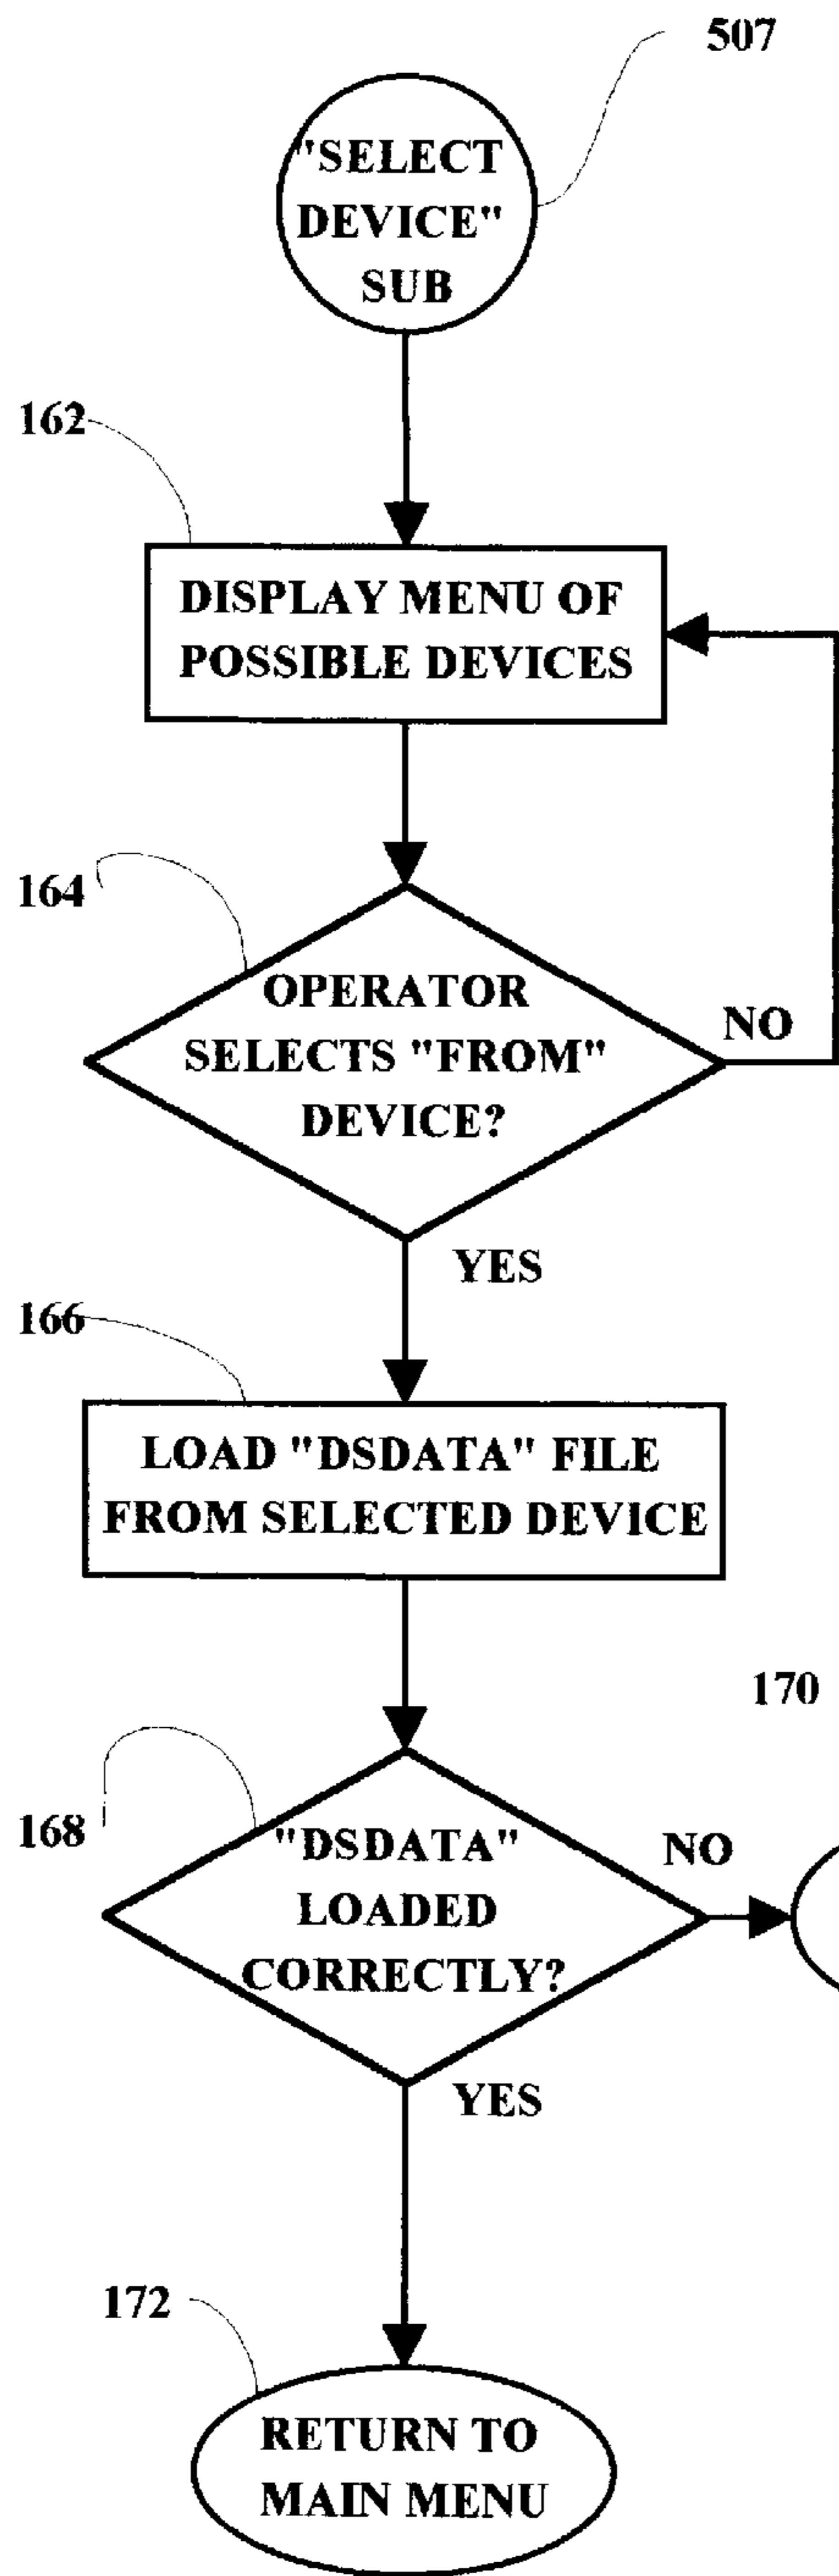 507
"SELECT
DEVICE"
SUB
162
DISPLAY MENU OF
POSSIBLE DEVICES
164
OPERATOR
SELECTS "FROM"
DEVICE?
NO
YES
166
LOAD "DSDATA" FILE
FROM SELECTED DEVICE
170
168
"DSDATA"
LOADED
CORRECTLY?
NO
YES
172
RETURN TO
MAIN MENU